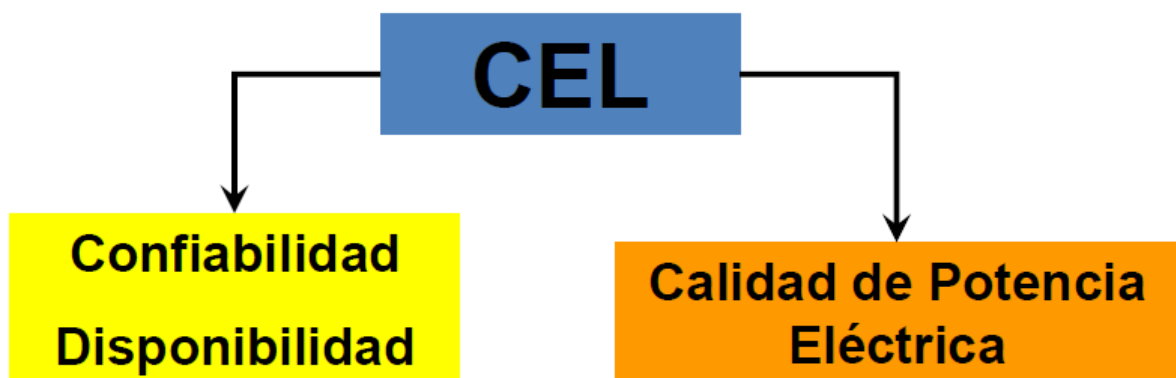 CEL
Confiabilidad
Disponibilidad
Calidad de Potencia
Eléctrica